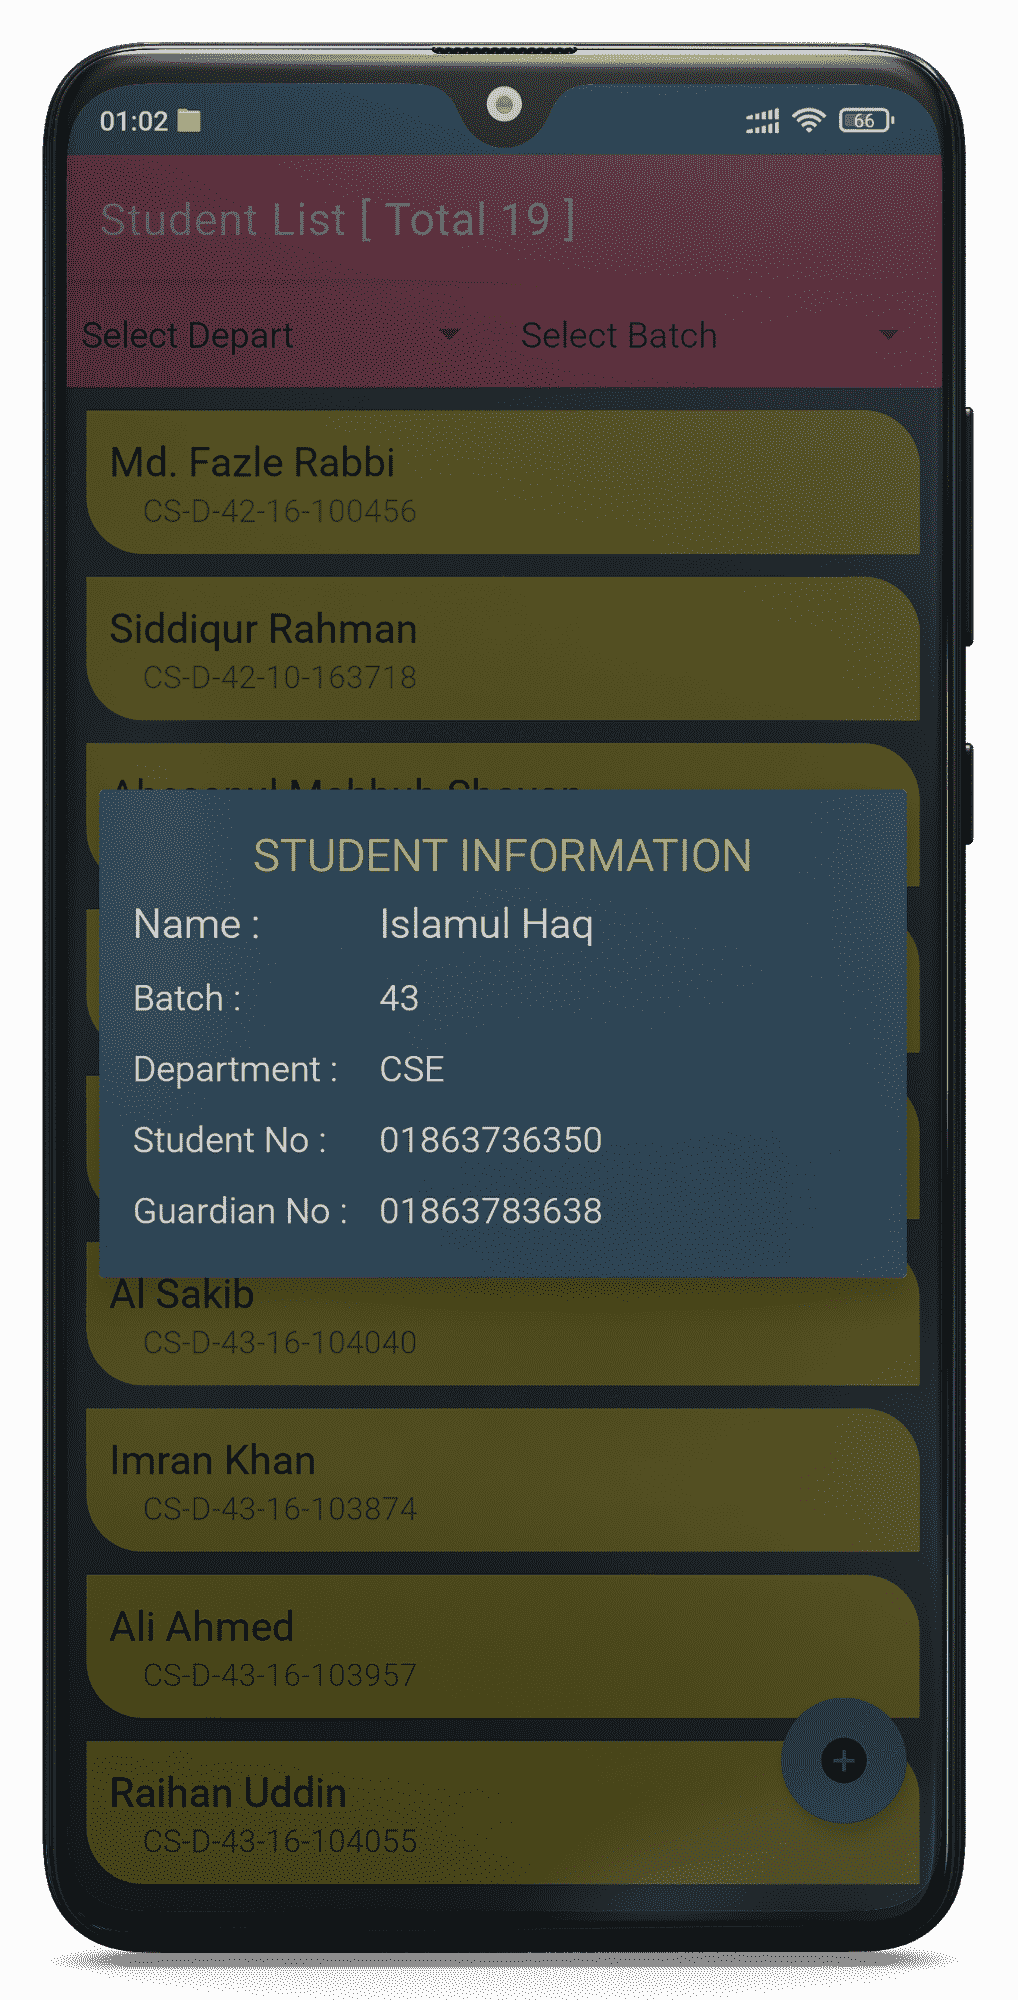 01:02
66
Student List [ Total 19 ]
Select Depart Select Batch
Md. Fazle Rabbi
CS-D-42-16-100456
Siddiqur Rahman
CS-D-42-10-163718
STUDENT INFORMATION
Name : Islamul Haq
Batch : 43
Department : CSE
Student No : 01863736350
Guardian No : 01863783638
Al Sakib
CS-D-43-16-104040
Imran Khan
CS-D-43-16-103874
Ali Ahmed
CS-D-43-16-103957
Raihan Uddin
CS-D-43-16-104055